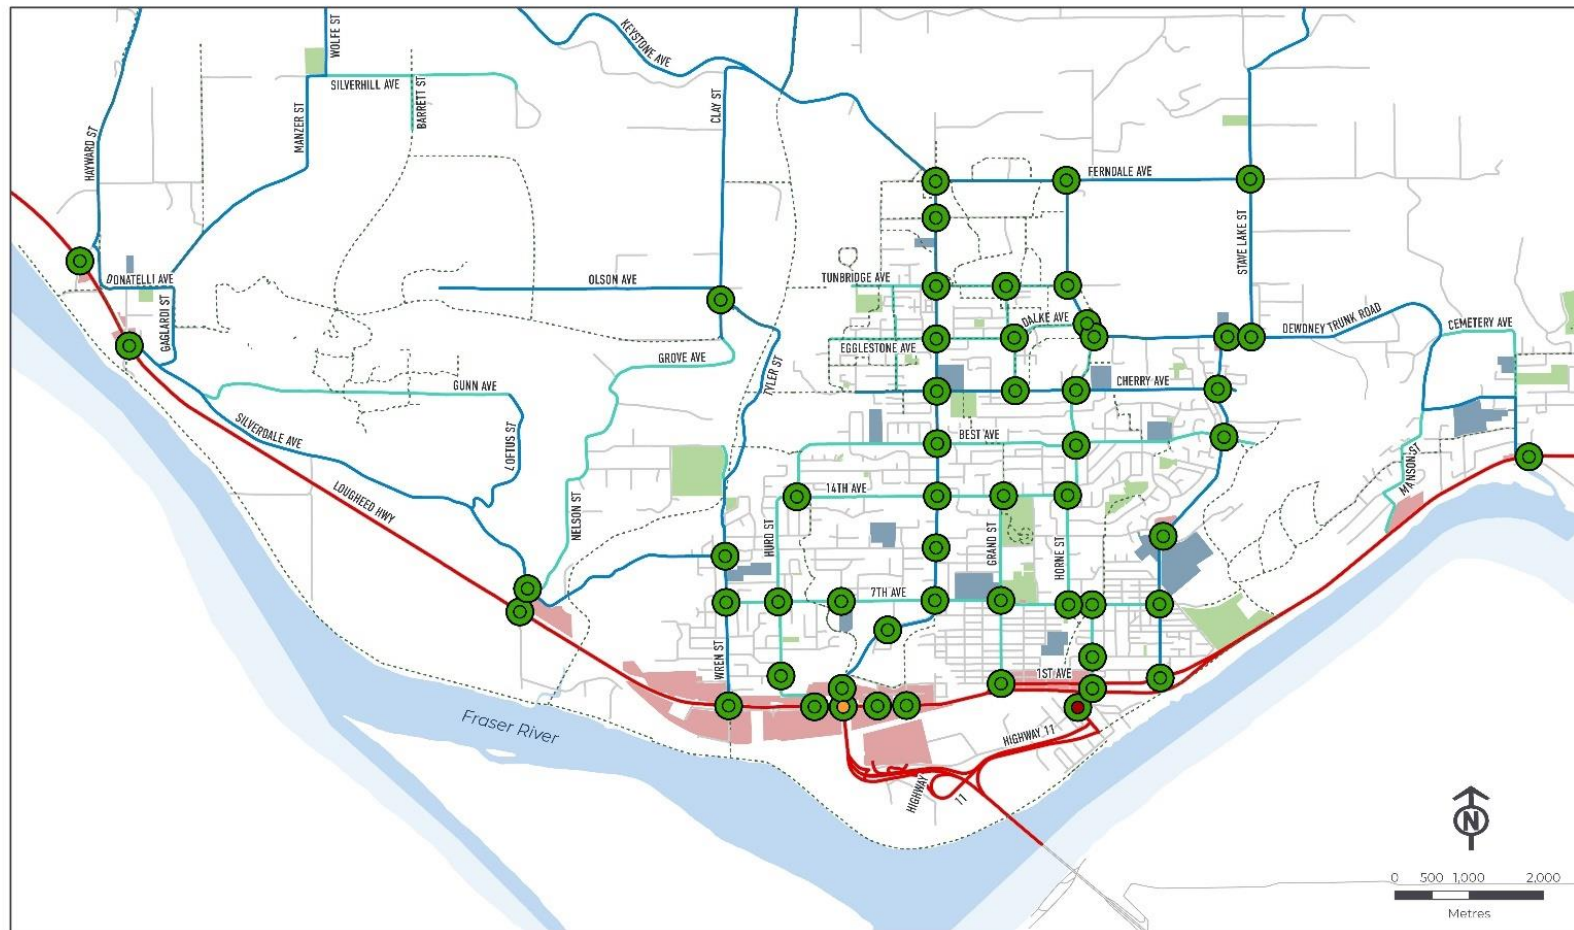 WOLFE ST
KEYSTONE AVE
SILVERHILL AVE
BARRETT ST
CLAY ST
MANZER ST
HAYWARD ST
FERNDALE AVE
STAVE LAKE ST
DONATELLI AVE
OLSON AVE
TUNBRIDGE AVE
GAGLARDI ST
DALKE AVE
DEWDNEY TRUNK ROAD
CEMETERY AVE
EGGLESTONE AVE
GROVE AVE
TYLER ST
GUNN AVE
CHERRY AVE
SILVERDALE AVE
LOFTUS ST
BEST AVE
MANSON ST
14TH AVE
LOUGHEED HWY
NELSON ST
HURD ST
GRAND ST
HORNE ST
7TH AVE
WREN ST
1ST AVE
Fraser River
HIGHWAY 11
HIGHWAY
11
N
0 500 1,000 2,000
Metres